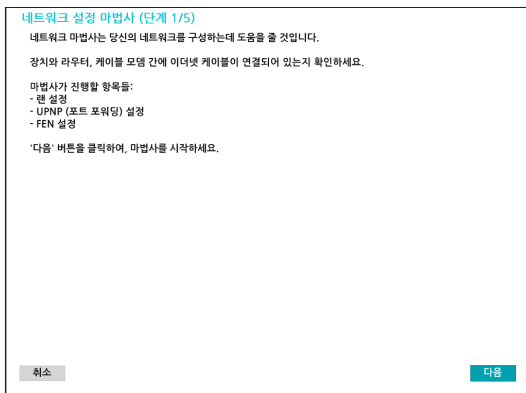 네트워크 설정 마법사 (단계 1/5)
네트워크 마법사는 당신의 네트워크를 구성하는데 도움을 줄 것입니다.
장치와 라우터, 케이블 모뎀 간에 이더넷 케이블이 연결되어 있는지 확인하세요.
마법사가 진행할 항목들:
- 랜 설정
- UPNP (포트 포워딩) 설정
- FEN 설정
'다음' 버튼을 클릭하여, 마법사를 시작하세요.
취소
다음